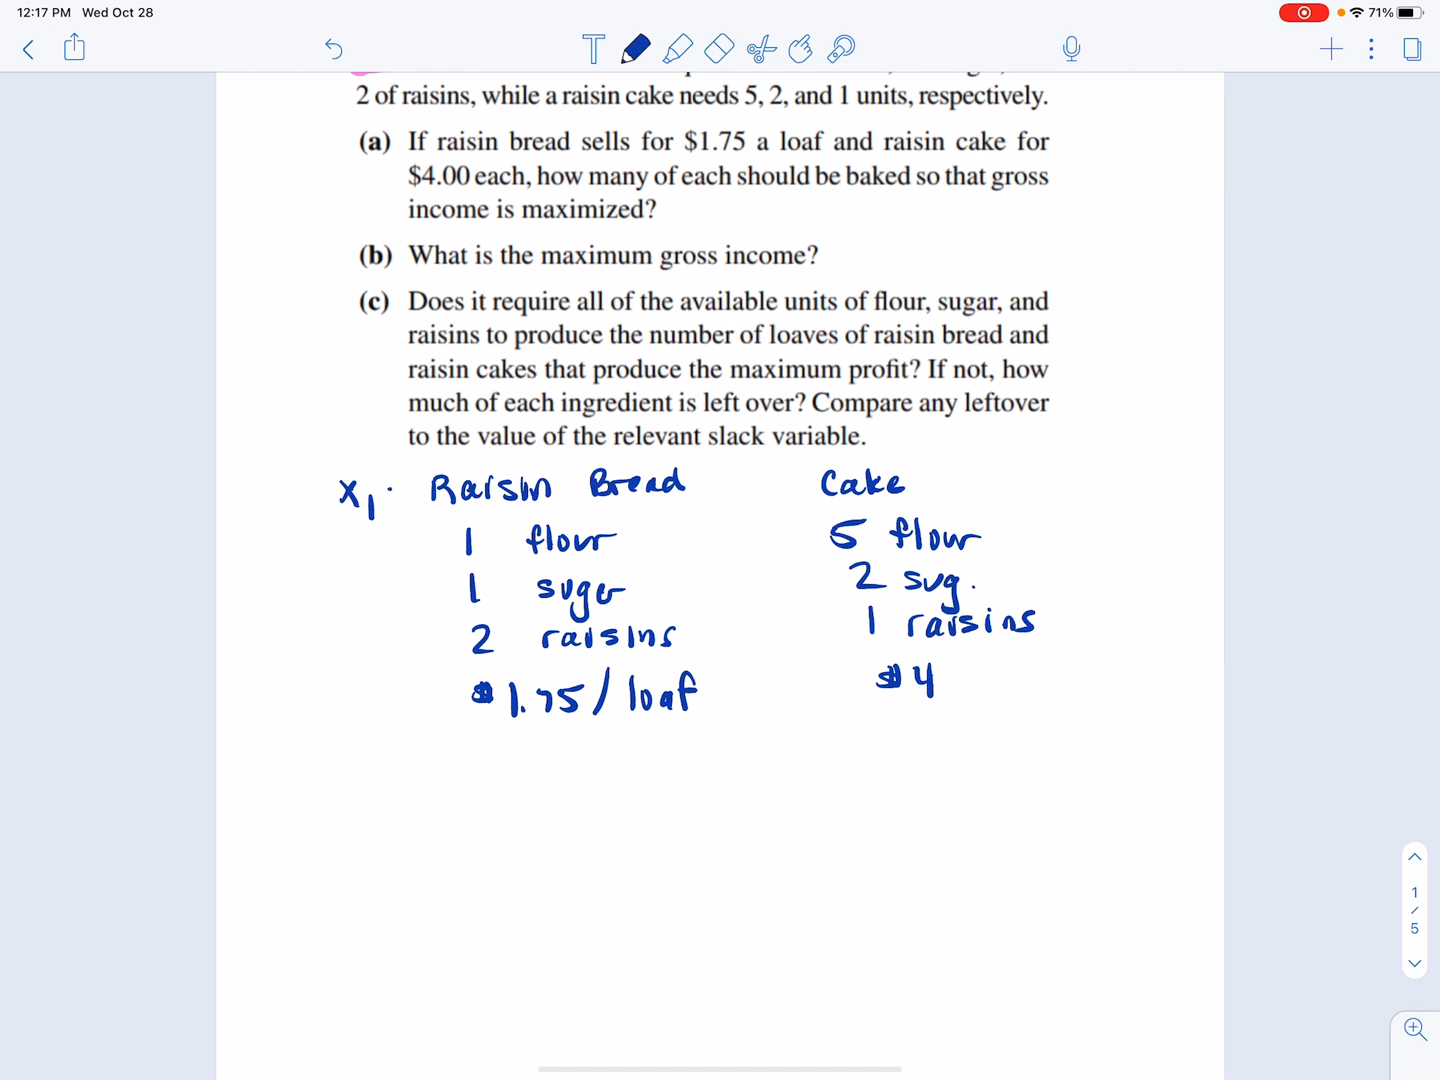 12:17 PM Wed Oct 28
71%
T
2 of raisins, while a raisin cake needs 5, 2, and 1 units, respectively.
(a) If raisin bread sells for $1.75 a loaf and raisin cake for
$4.00 each, how many of each should be baked so that gross
income is maximized?
(b) What is the maximum gross income?
(c) Does it require all of the available units of flour, sugar, and
raisins to produce the number of loaves of raisin bread and
raisin cakes that produce the maximum profit? If not, how
much of each ingredient is left over? Compare any leftover
to the value of the relevant slack variable.
x₁. Raisin Bread Cake
1 flour 5 flour
1 suger 2 sug.
2 raisins 1 raisins
$1.75/loaf $4
1
/
5